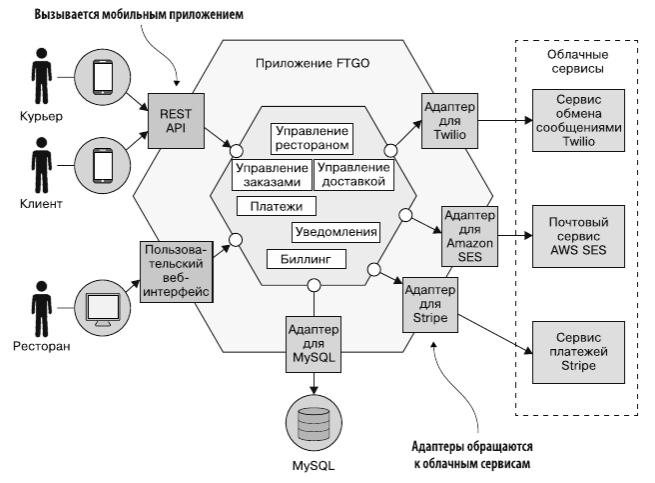 Вызывается мобильным приложением
Курьер
Клиент
Ресторан
REST
API
Пользова-
тельский
веб-
интерфейс
Приложение FTGO
Управление
рестораном
Управление
заказами
Управление
доставкой
Платежи
Уведомления
Биллинг
Адаптер
для
Twilio
Адаптер
для
Amazon
SES
Адаптер
для
Stripe
Адаптер
для
MySQL
MySQL
Облачные
сервисы
Сервис
обмена
сообщениями
Twilio
Почтовый
сервис
AWS SES
Сервис
платежей
Stripe
Адаптеры обращаются
к облачным сервисам